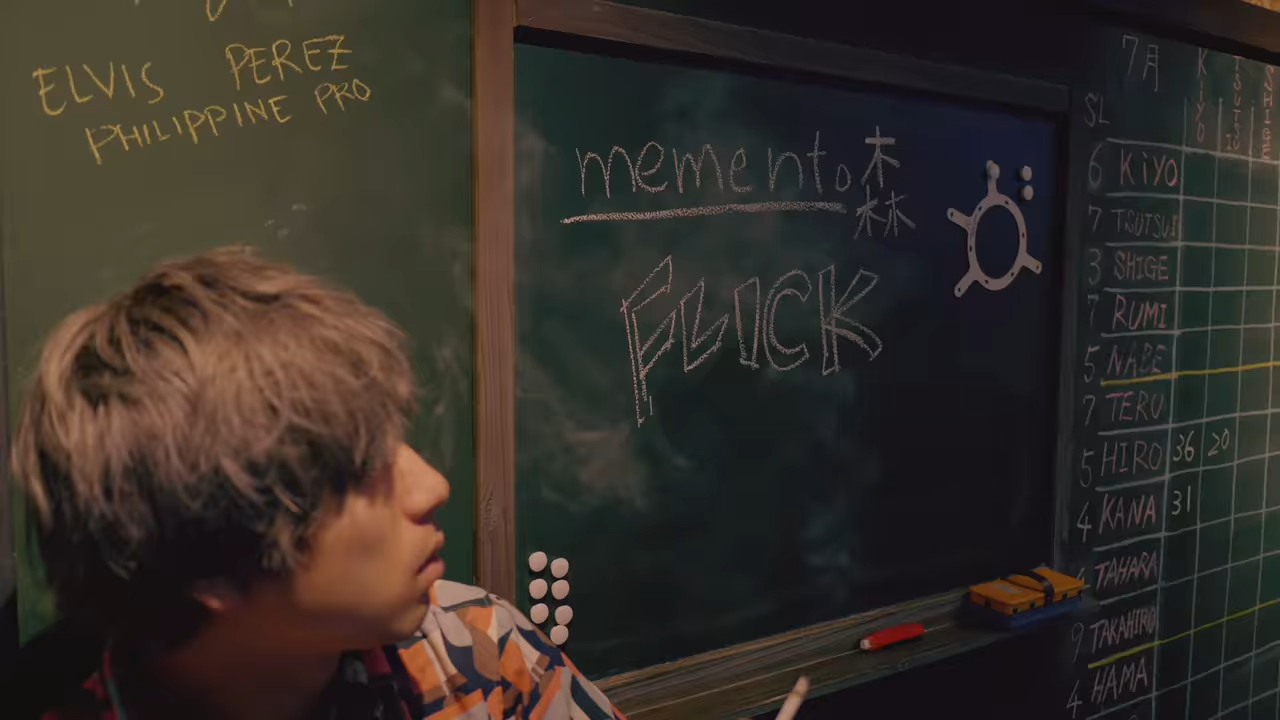 ELVIS PEREZ
PHILIPPINE PRO
memento森
FLICK
7月
SL
KIYO
6 KiYO
7 TSUTSUI
3 SHIGE
7 RUMI
5 NABE
7 TERU
5 HIRO 36 20
4 KANA 31
TAHARA
9 TAKAHIRO
4 HAMA